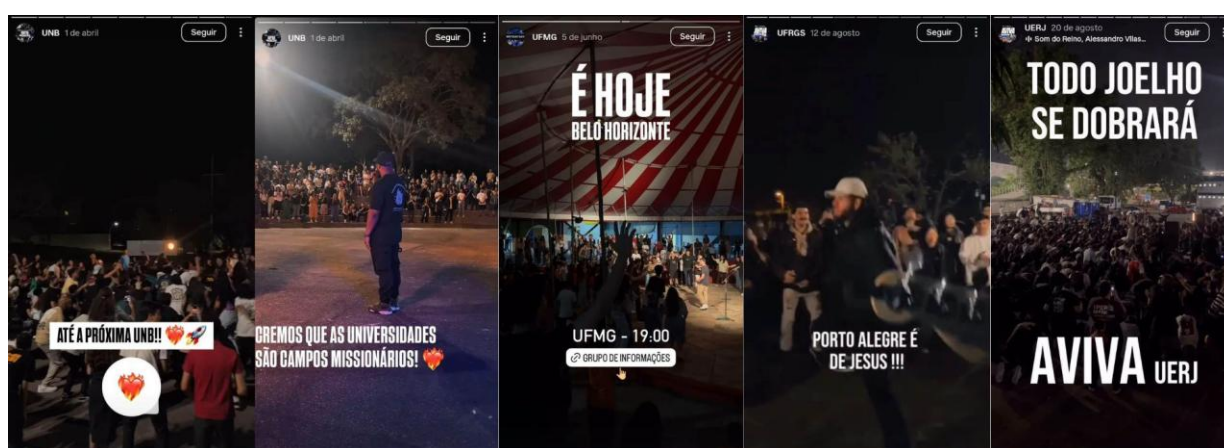 UNB 1 de abril
Seguir
ATÉ A PRÓXIMA UNB!! ❤️‍🔥🚀
UNB 1 de abril
Seguir
CREMOS QUE AS UNIVERSIDADES
SÃO CAMPOS MISSIONÁRIOS! ❤️‍🔥
UFMG 5 de junho
Seguir
É HOJE
BELO HORIZONTE
UFMG - 19:00
GRUPO DE INFORMAÇÕES
UFRGS 12 de agosto
Seguir
PORTO ALEGRE É
DE JESUS !!!
UERJ 20 de agosto
Som do Reino, Alessandro Vilas...
Seguir
TODO JOELHO
SE DOBRARÁ
AVIVA UERJ